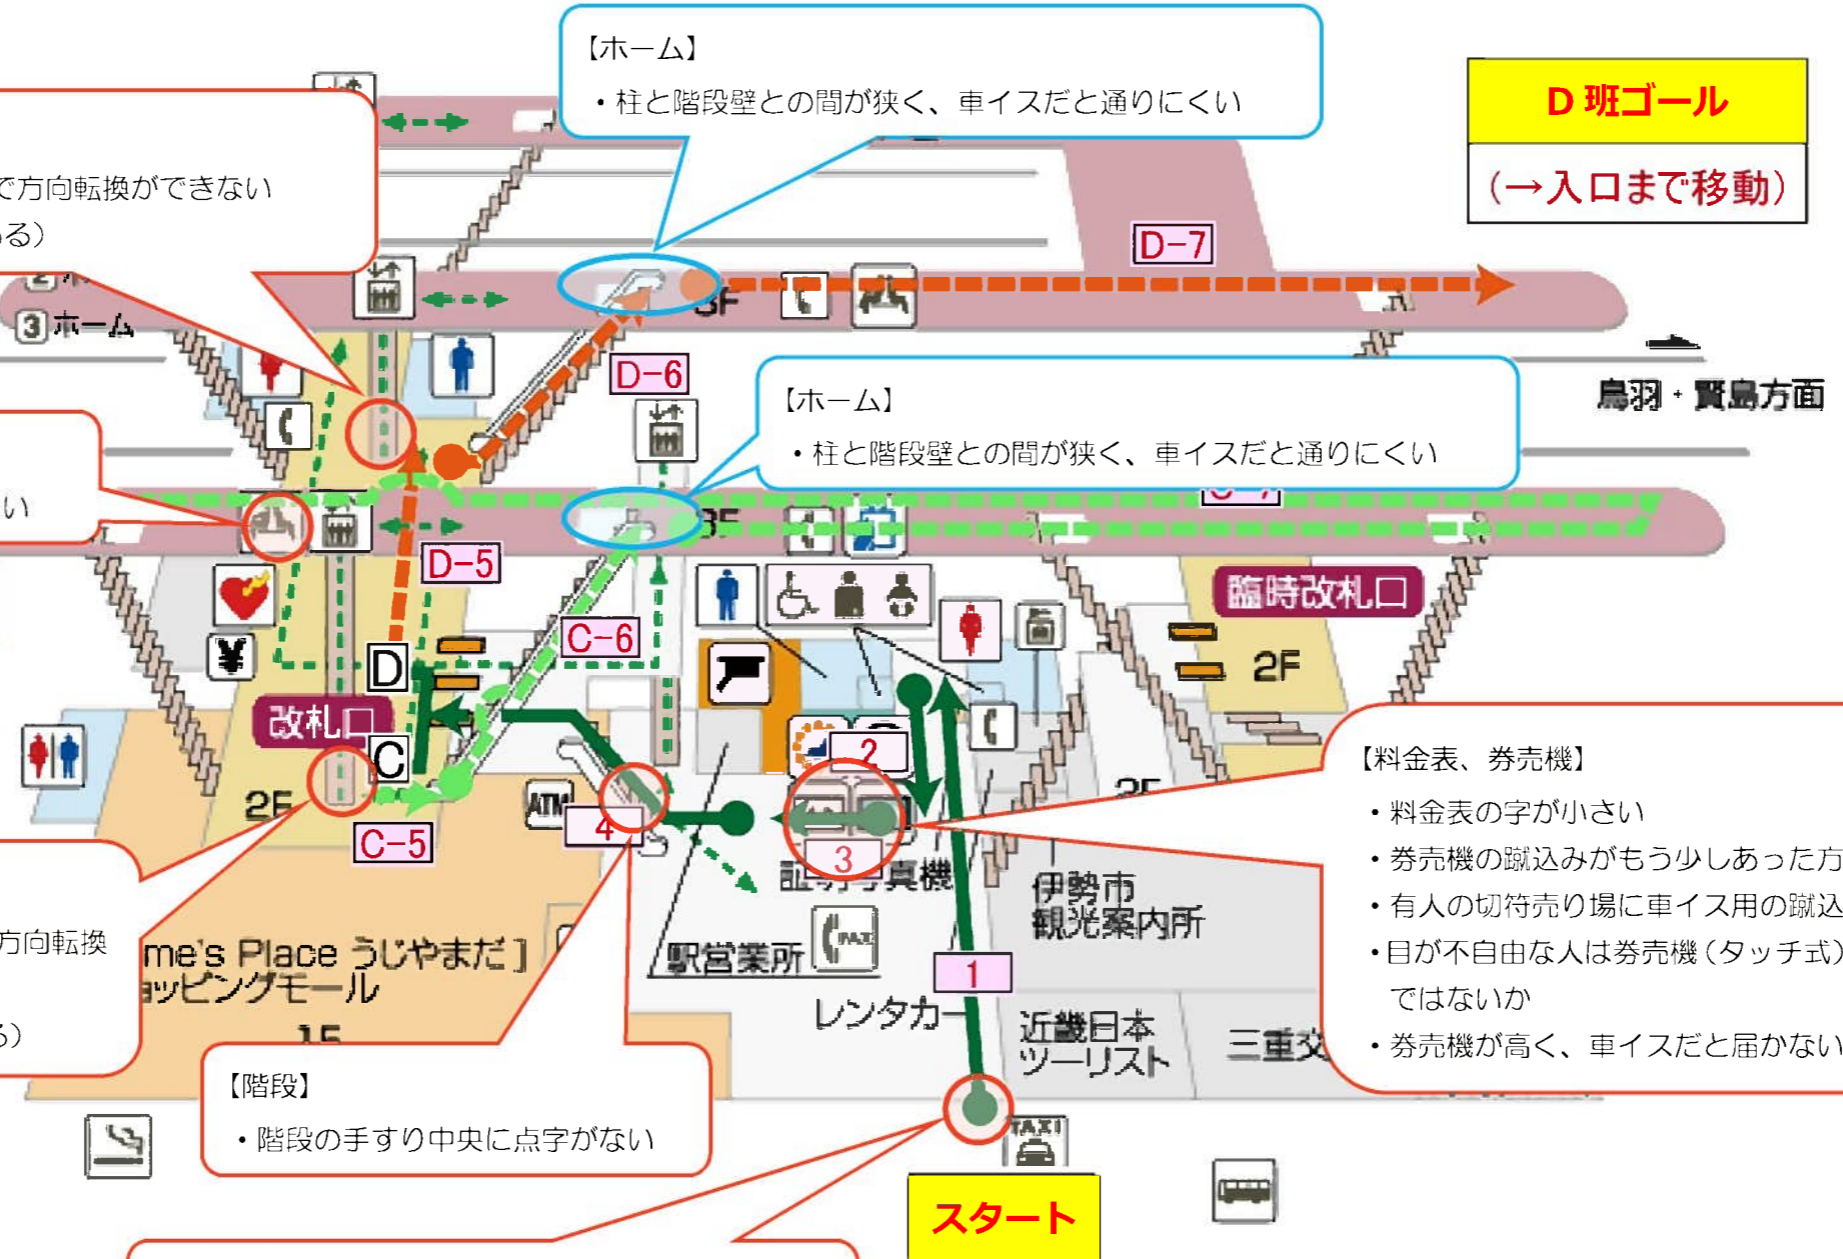 【ホーム】
・柱と階段壁との間が狭く、車イスだと通りにくい
D 班ゴール
(→入口まで移動)
で方向転換ができない
る)
D-7
3F
3 ホーム
D-6
鳥羽・賢島方面
【ホーム】
・柱と階段壁との間が狭く、車イスだと通りにくい
い
3F
D-5
臨時改札口
C-6
2F
¥
D
改札口
C
2
【料金表、券売機】
・料金表の字が小さい
・券売機の蹴込みがもう少しあった方
・有人の切符売り場に車イス用の蹴込
・目が不自由な人は券売機(タッチ式)
ではないか
・券売機が高く、車イスだと届かない
2F
ATM
4
C-5
3
証明写真機
伊勢市
観光案内所
方向転換
me's Place うじやまだ]
ョッピングモール
駅営業所
FAX
1
レンタカー
近畿日本
ツーリスト
三重交
る)
1F
【階段】
・階段の手すり中央に点字がない
TAXI
スタート